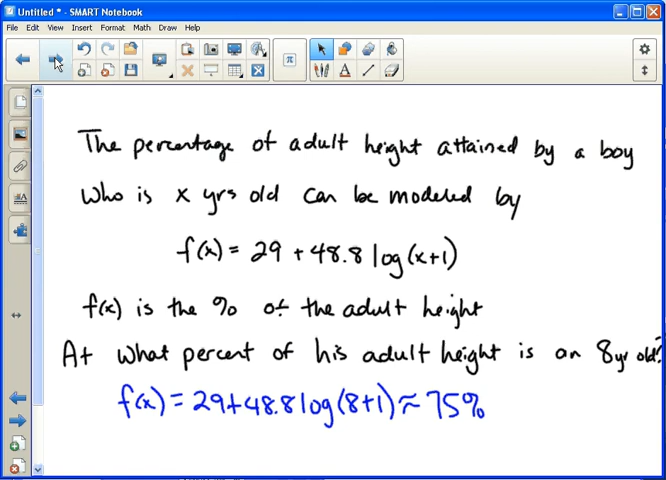 Untitled * - SMART Notebook
File Edit View Insert Format Math Draw Tools Help
The percentage of adult height attained by a boy
who is x yrs old can be modeled by
f(x) = 29 + 48.8 log(x+1)
f(x) is the % of the adult height
At what percent of his adult height is an 8yr old?
f(x) = 29+48.8 log(8+1) ≈ 75%